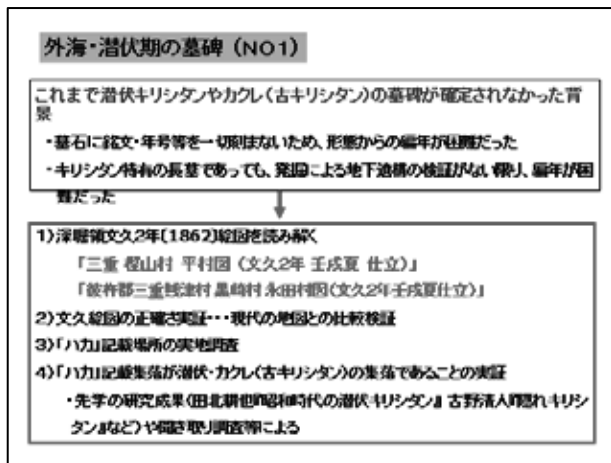 外海・潜伏期の墓碑（NO1）
これまで潜伏キリシタンやカクレ(古キリシタン)の墓碑が確定されなかった背
景
・墓石に銘文・年号等を一切刻まないため、形態からの編年が困難だった
・キリシタン特有の長墓であっても、発掘による地下遺構の検証がない限り、編年が困
難だった
1)深堀領文久2年(1862)絵図を読み解く
「三重 樫山村 平村図（文久2年 壬戌夏 仕立）」
「彼杵郡三重賤津村 黒崎村 永田村図(文久2年壬戌夏仕立)」
2)文久絵図の正確さ実証・・・現代の地図との比較検証
3)「ハカ」記載場所の実地調査
4)「ハカ」記載集落が潜伏・カクレ(古キリシタン)の集落であることの実証
・先学の研究成果(田北耕也『昭和時代の潜伏キリシタン』 古野清人『隠れキリシ
タン』など)や聞き取り調査等による